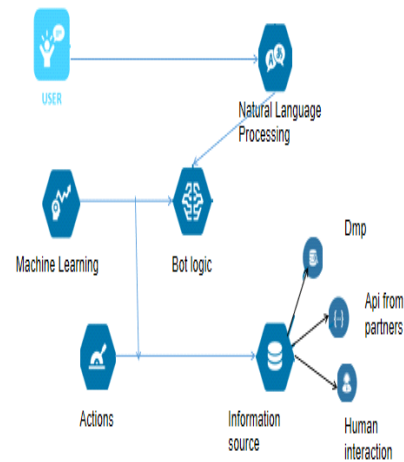 USER
Natural Language
Processing
Machine Learning
Bot logic
Dmp
Api from
partners
Actions
Information
source
Human
interaction